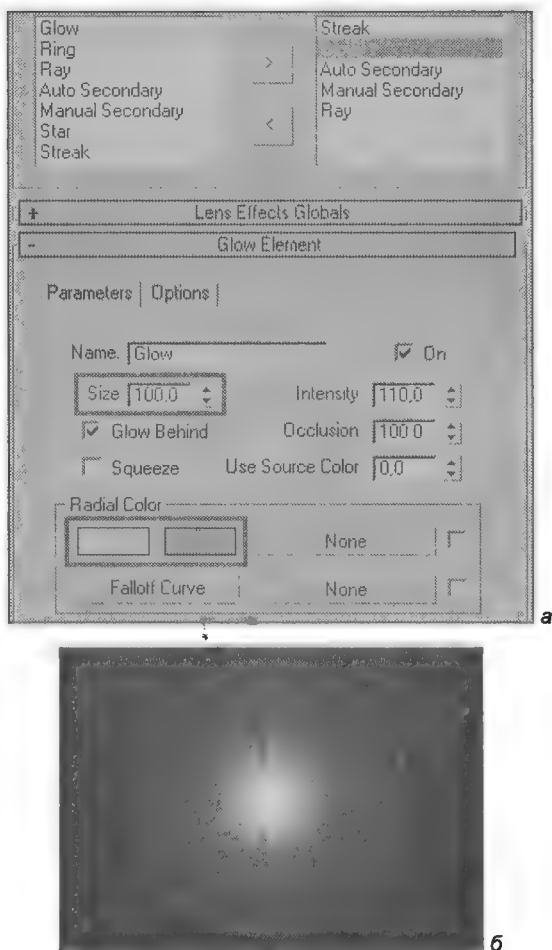 Glow
Ring
Ray
Auto Secondary
Manual Secondary
Star
Streak
>
<
Streak
Auto Secondary
Manual Secondary
Ray
+ Lens Effects Globals
- Glow Element
Parameters | Options |
Name. Glow On
Size 100,0 Intensity 110,0
Glow Behind Occlusion 100 0
Squeeze Use Source Color 0,0
Radial Color
None
Falloff Curve None
а
б